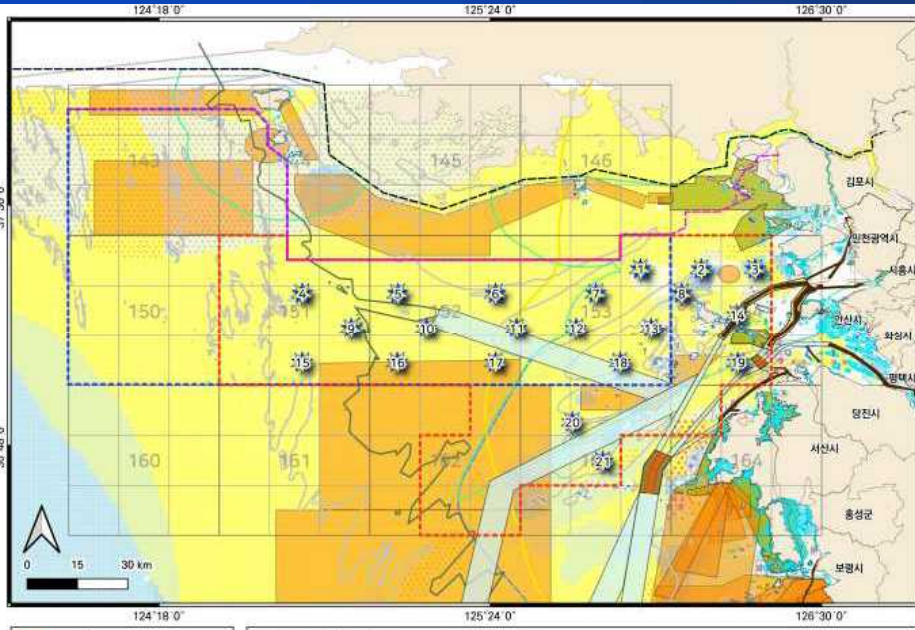 124°18'0" 125°24'0" 126°30'0"
143 145 146
김포시
인천광역시
시흥시
1 2 3
4 5 6 7 8
150 151 152 153
안산시
화성시
9 10 11 12 13 14
15 16 17 18 19
평택시
당진시
20
서산시
160 161 162 21 164
홍성군
보령시
0 15 30 km
124°18'0" 125°24'0" 126°30'0"